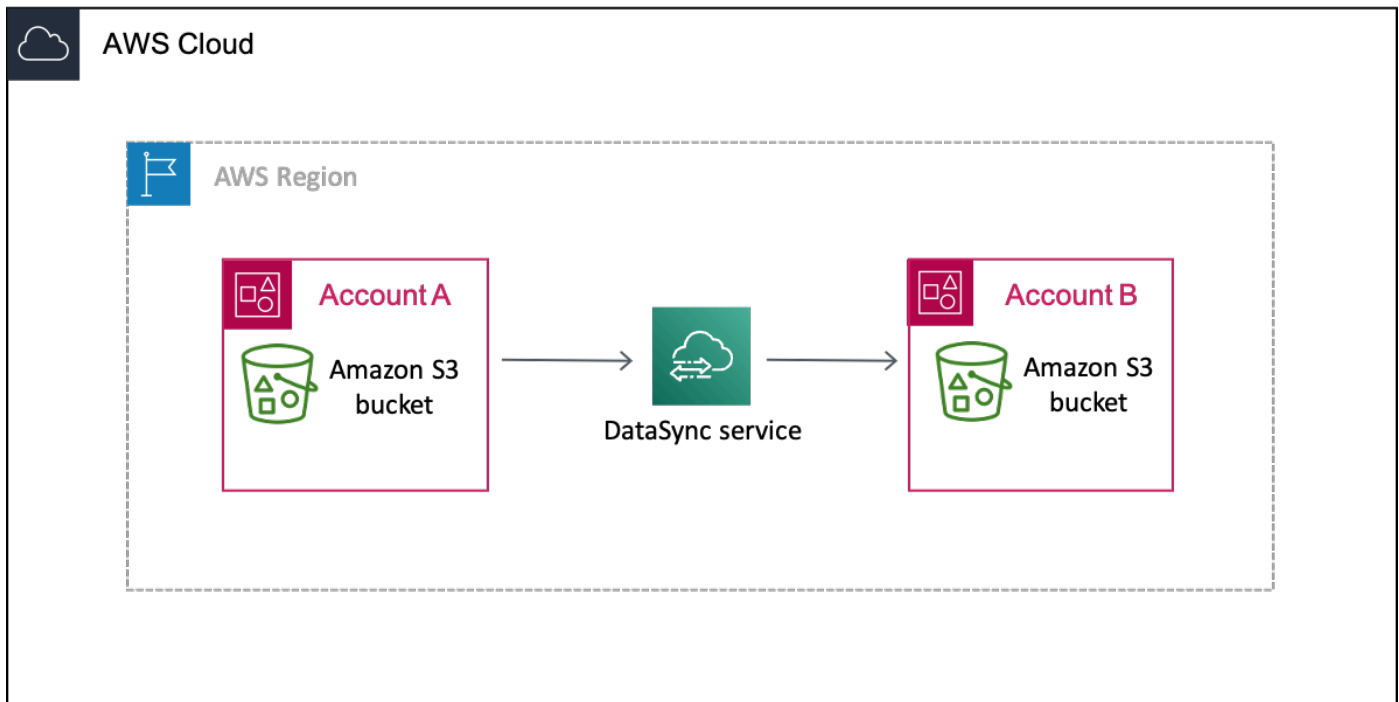 AWS Cloud
AWS Region
Account A
Amazon S3
bucket
DataSync service
Account B
Amazon S3
bucket